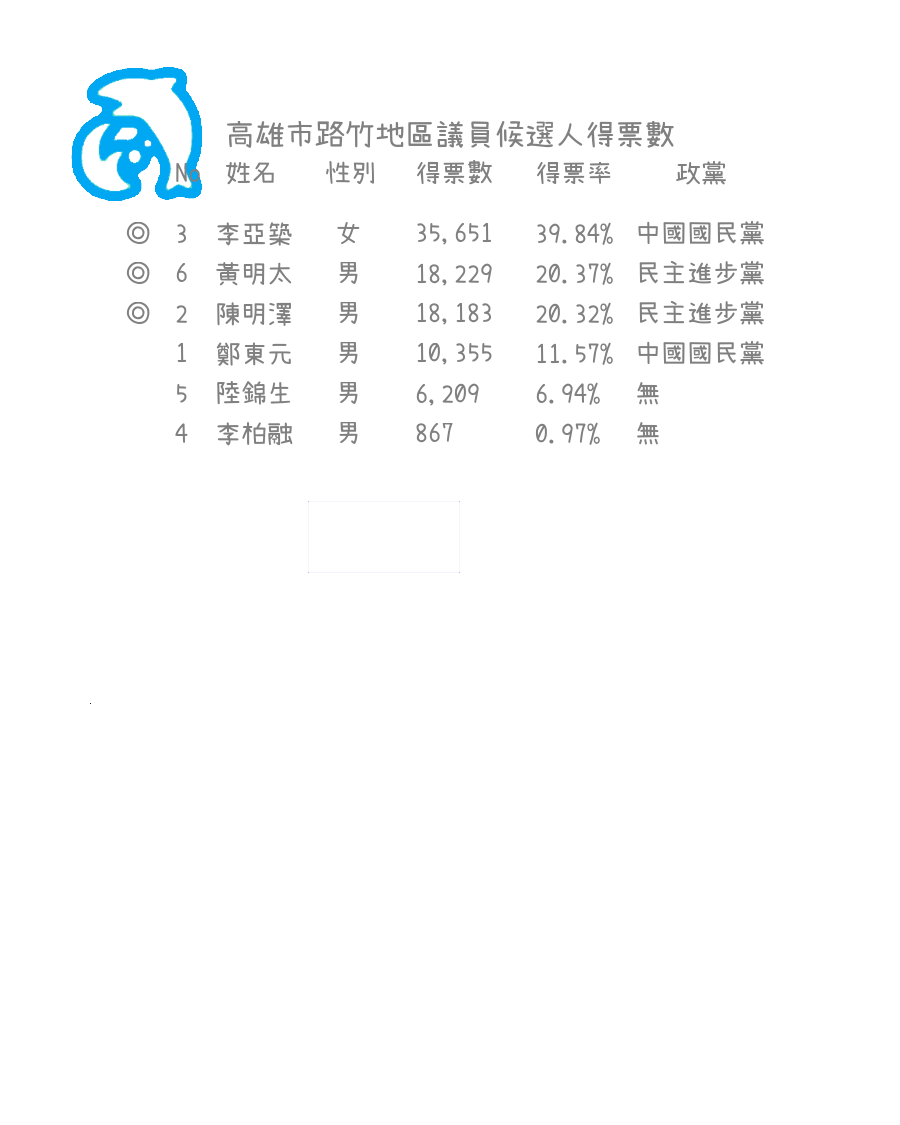 高雄市路竹地區議員候選人得票數
No 姓名 性別 得票數 得票率 政黨
◎ 3 李亞築 女 35,651 39.84% 中國國民黨
◎ 6 黃明太 男 18,229 20.37% 民主進步黨
◎ 2 陳明澤 男 18,183 20.32% 民主進步黨
1 鄭東元 男 10,355 11.57% 中國國民黨
5 陸錦生 男 6,209 6.94% 無
4 李柏融 男 867 0.97% 無